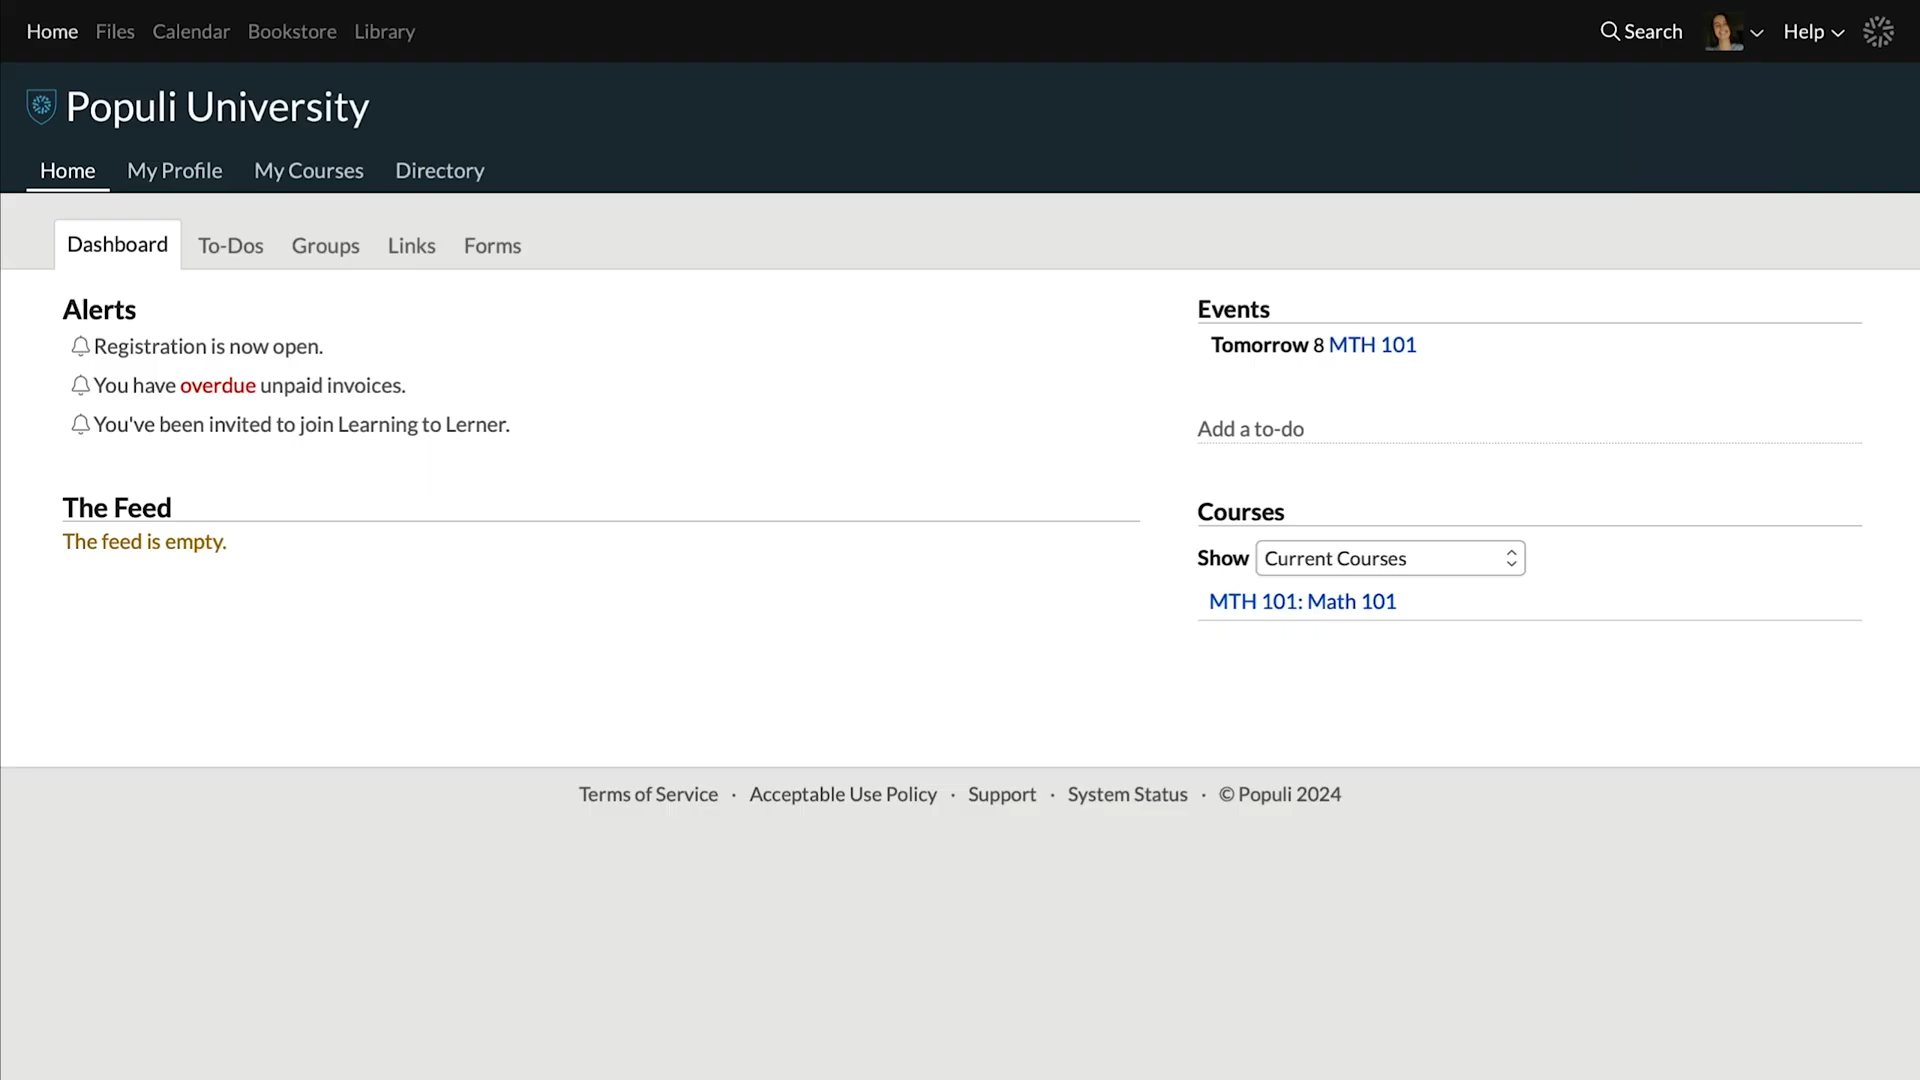 Home Files Calendar Bookstore Library Search Help
Populi University
Home My Profile My Courses Directory
Dashboard To-Dos Groups Links Forms
Alerts
Registration is now open.
You have overdue unpaid invoices.
You've been invited to join Learning to Lerner.
The Feed
The feed is empty.
Events
Tomorrow 8 MTH 101
Add a to-do
Courses
Show Current Courses
MTH 101: Math 101
Terms of Service · Acceptable Use Policy · Support · System Status · © Populi 2024